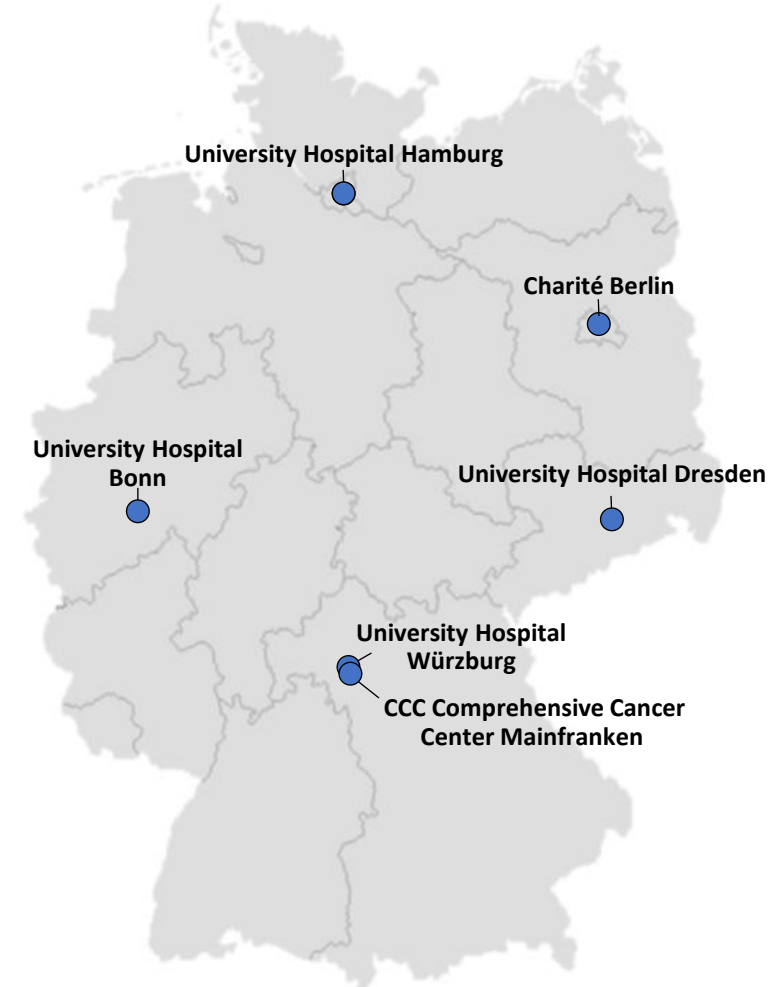 University Hospital Hamburg
Charité Berlin
University Hospital
Bonn
University Hospital Dresden
University Hospital
Würzburg
CCC Comprehensive Cancer
Center Mainfranken